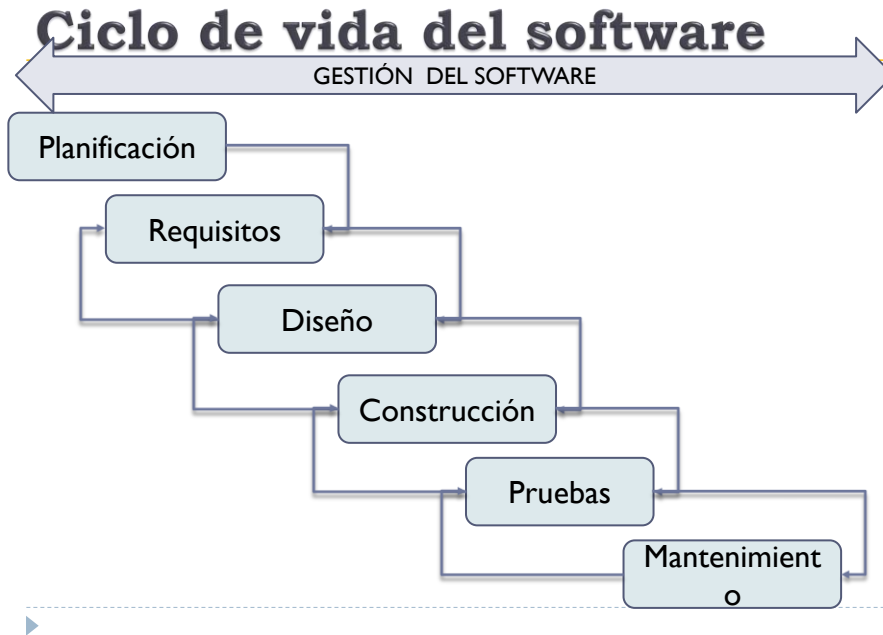 Ciclo de vida del software
GESTIÓN DEL SOFTWARE
Planificación
Requisitos
Diseño
Construcción
Pruebas
Mantenimient
o